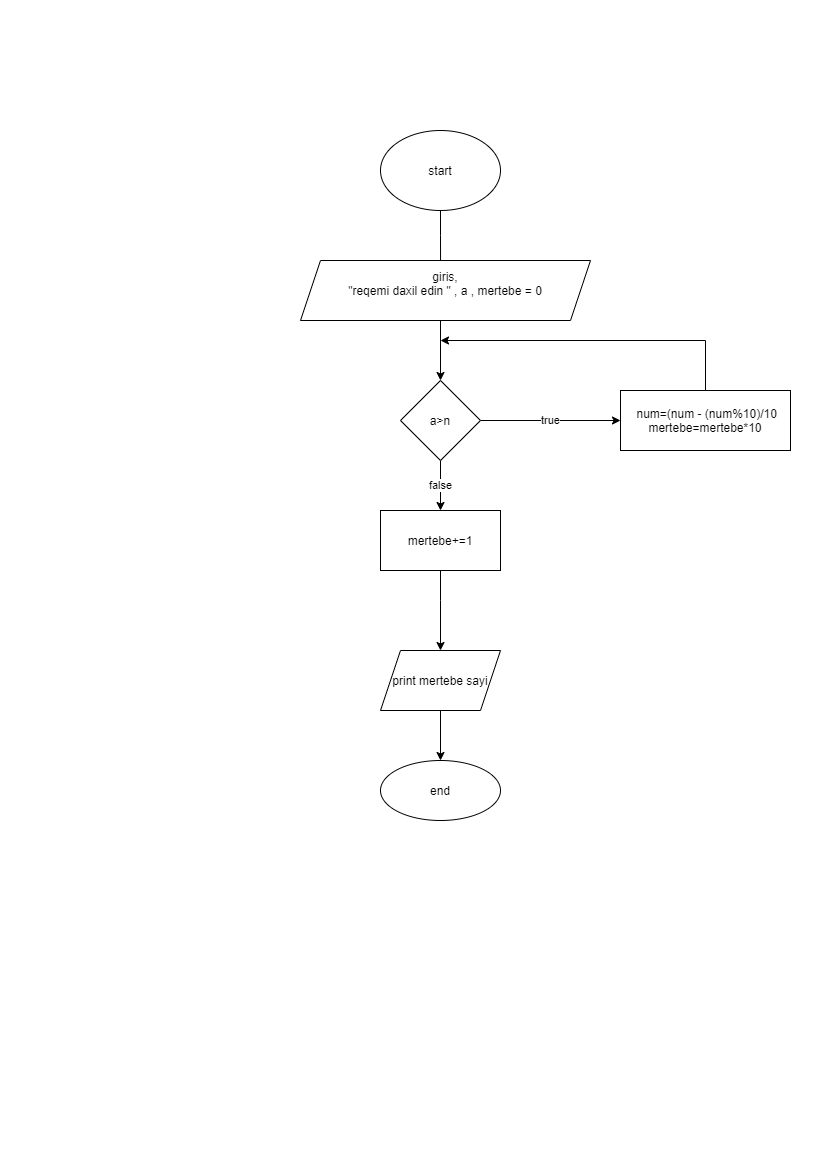 start
giris,
"reqemi daxil edin " , a , mertebe = 0
a>n
true
num=(num - (num%10)/10
mertebe=mertebe*10
false
mertebe+=1
print mertebe sayi
end